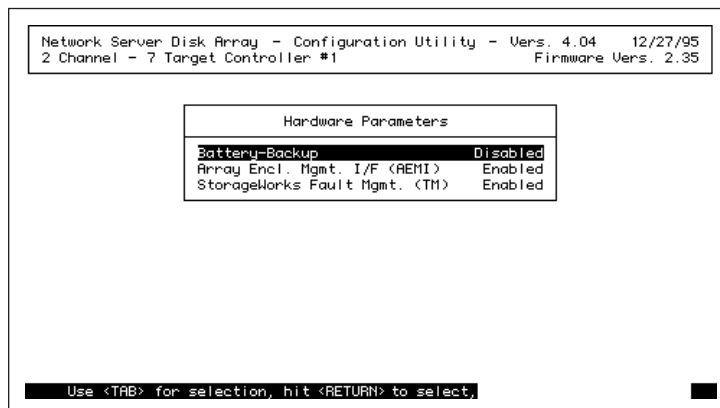 Network Server Disk Array - Configuration Utility - Vers. 4.04 12/27/95
2 Channel - 7 Target Controller #1 Firmware Vers. 2.35
Hardware Parameters
Battery-Backup Disabled
Array Encl. Mgmt. I/F (AEMI) Enabled
StorageWorks Fault Mgmt. (TM) Enabled
Use <TAB> for selection, hit <RETURN> to select,